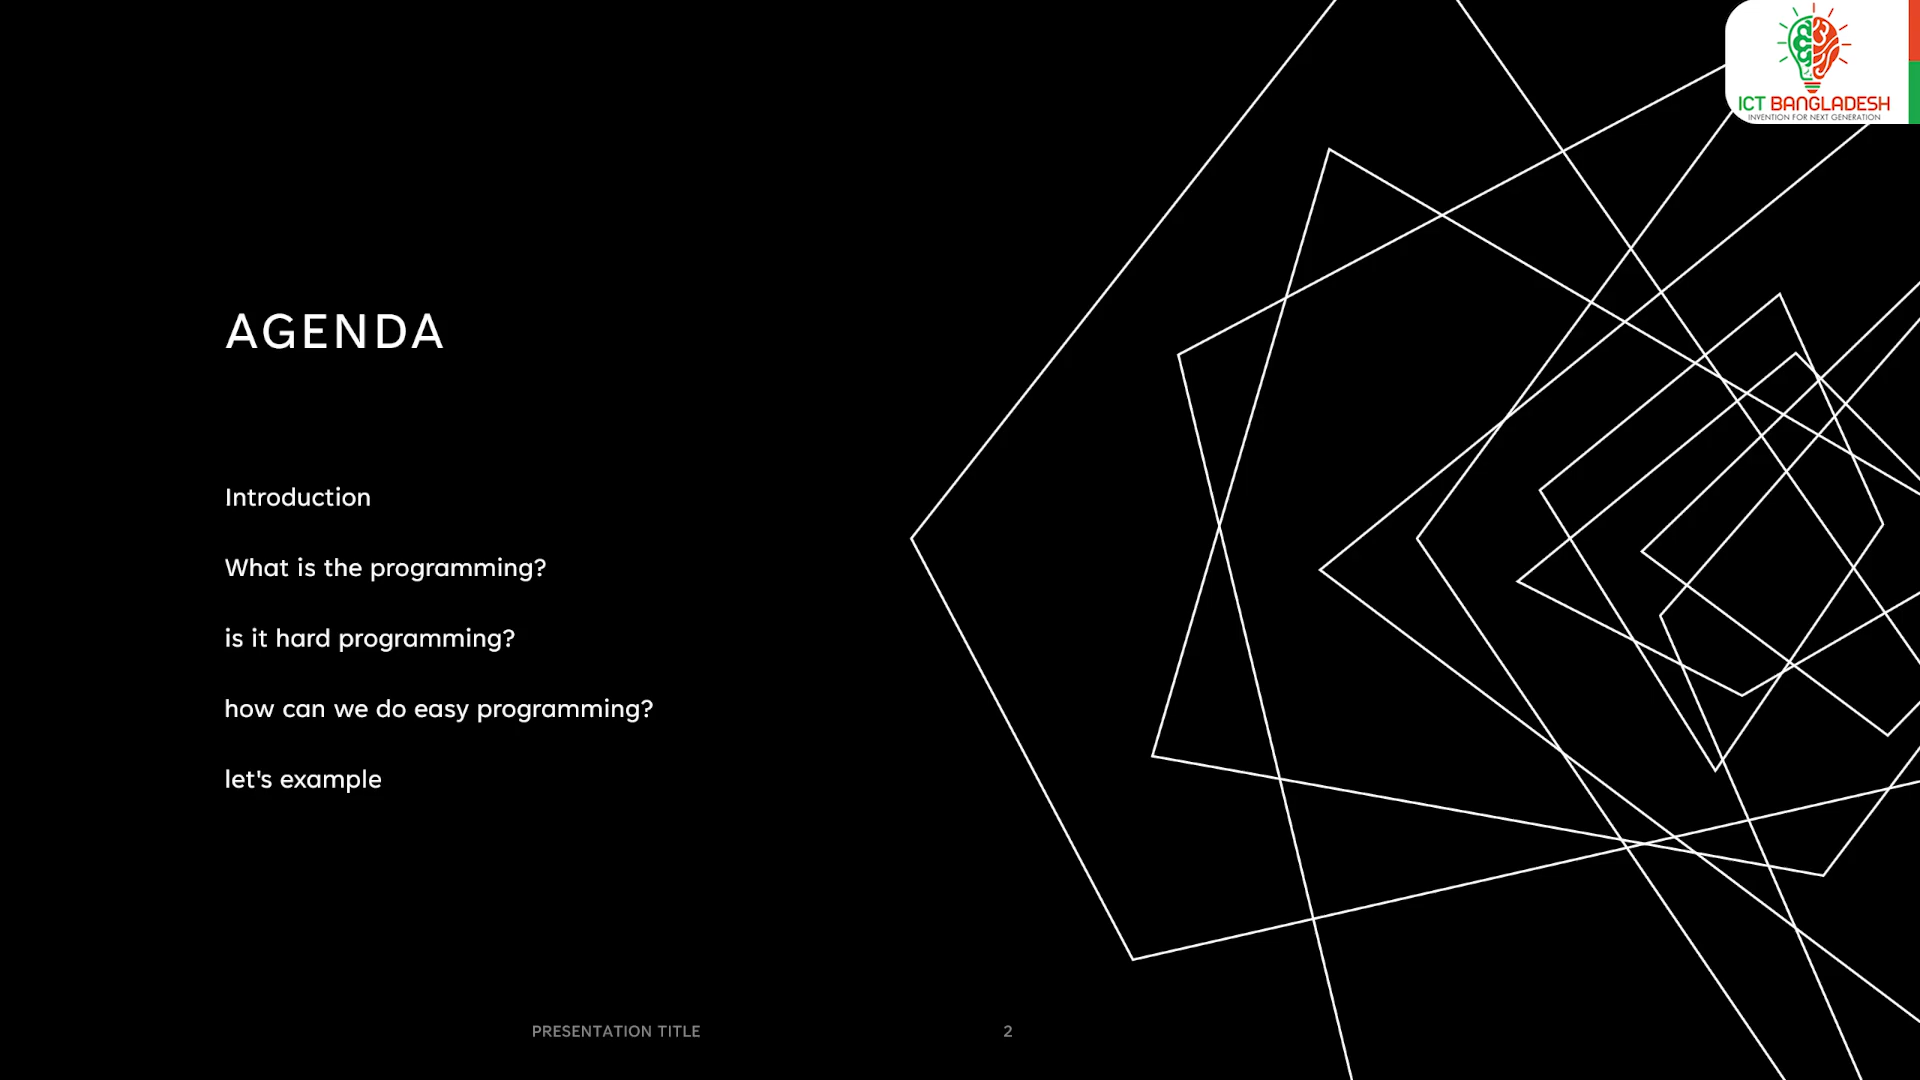 ICT BANGLADESH
INVENTION FOR NEXT GENERATION
AGENDA
Introduction
What is the programming?
is it hard programming?
how can we do easy programming?
let's example
PRESENTATION TITLE
2